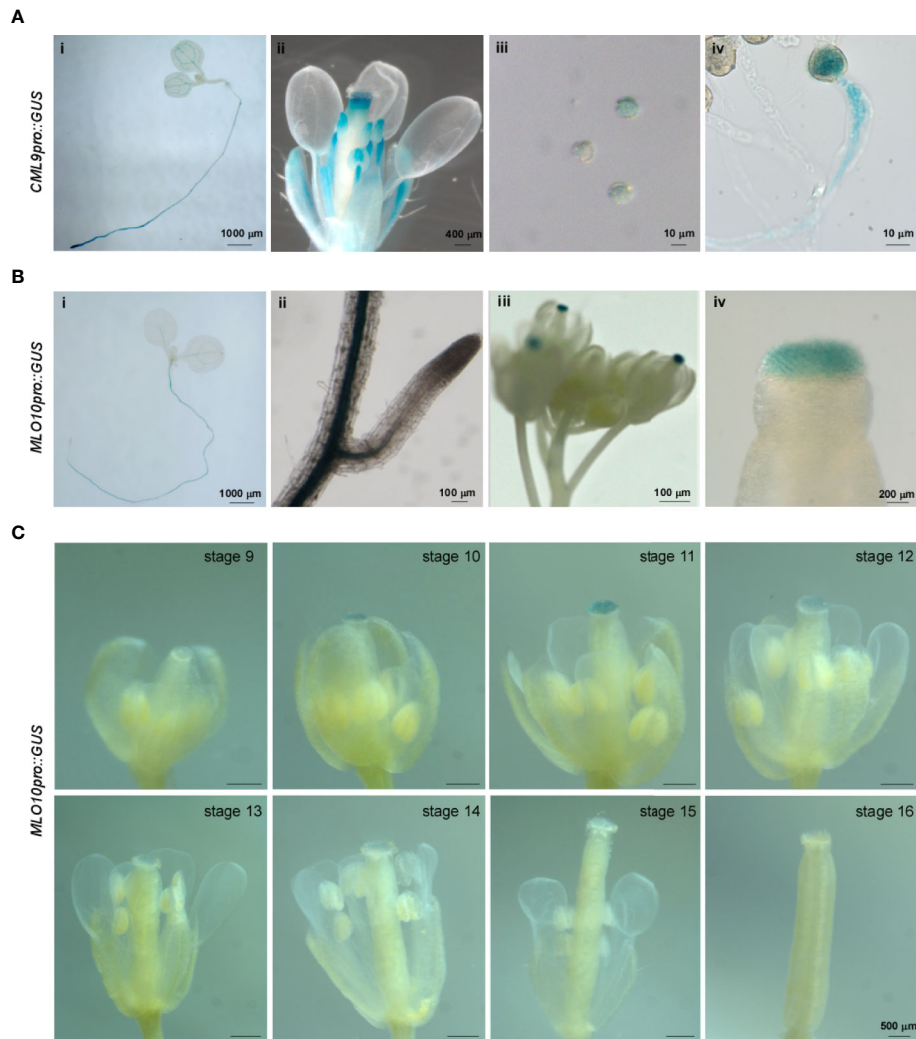 A
CML9pro::GUS
i
1000 µm
ii
400 µm
iii
10 µm
iv
10 µm
B
MLO10pro::GUS
i
1000 µm
ii
100 µm
iii
100 µm
iv
200 µm
C
MLO10pro::GUS
stage 9
stage 10
stage 11
stage 12
stage 13
stage 14
stage 15
stage 16
500 µm